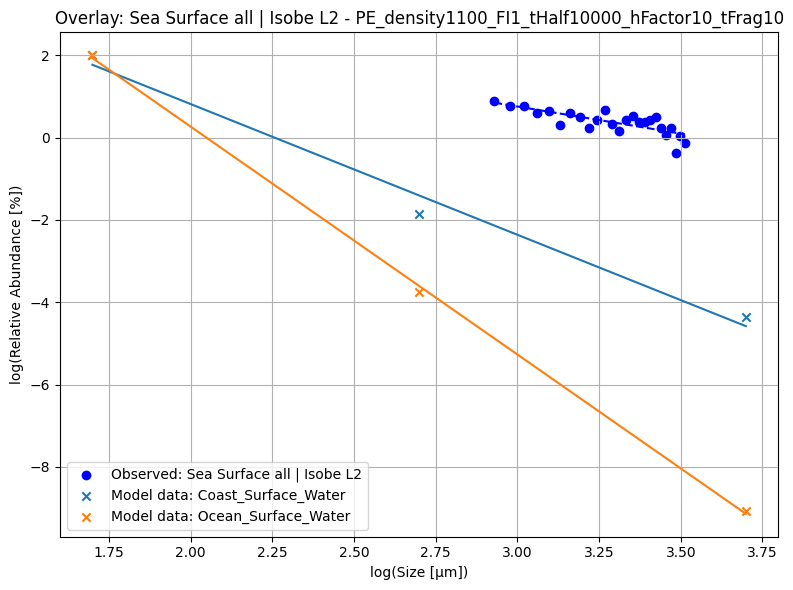 Overlay: Sea Surface all | Isobe L2 - PE_density1100_FI1_tHalf10000_hFactor10_tFrag10
log(Relative Abundance [%])
2
0
−2
−4
−6
−8
Observed: Sea Surface all | Isobe L2
Model data: Coast_Surface_Water
Model data: Ocean_Surface_Water
1.75
2.00
2.25
2.50
2.75
3.00
3.25
3.50
3.75
log(Size [μm])